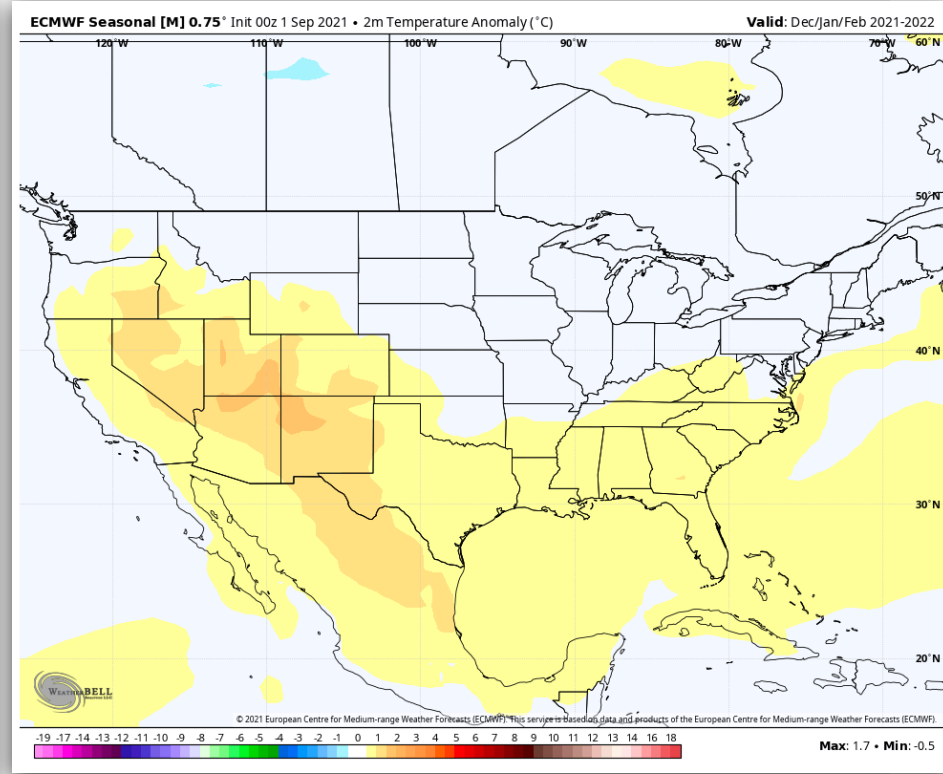 ECMWF Seasonal [M] 0.75° Init 00z 1 Sep 2021 • 2m Temperature Anomaly (°C) Valid: Dec/Jan/Feb 2021-2022
120°W 110°W 100°W 90°W 80°W 70°W 60°N
50°N
40°N
30°N
20°N
WEATHERBELL
© 2021 European Centre for Medium-range Weather Forecasts (ECMWF). This service is based on data and products of the European Centre for Medium-range Weather Forecasts (ECMWF).
-19 -17 -14 -13 -12 -11 -10 -9 -8 -7 -6 -5 -4 -3 -2 -1 0 1 2 3 4 5 6 7 8 9 10 11 12 13 14 16 18
Max: 1.7 • Min: -0.5